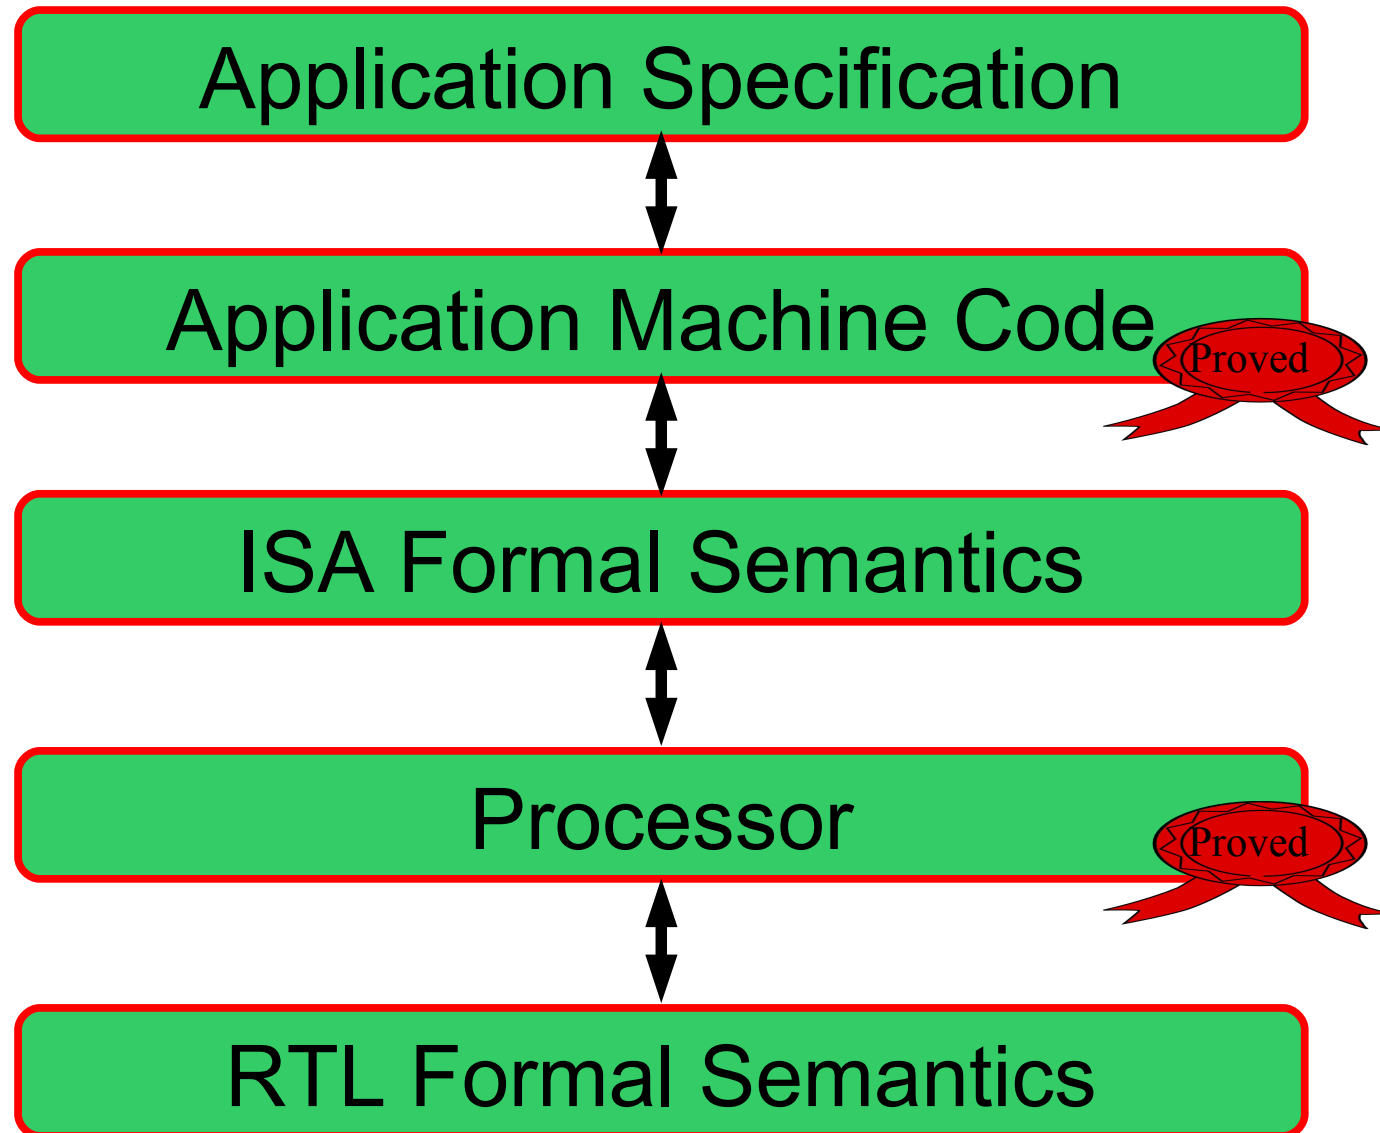 Application Specification
Application Machine Code
Proved
ISA Formal Semantics
Processor
Proved
RTL Formal Semantics